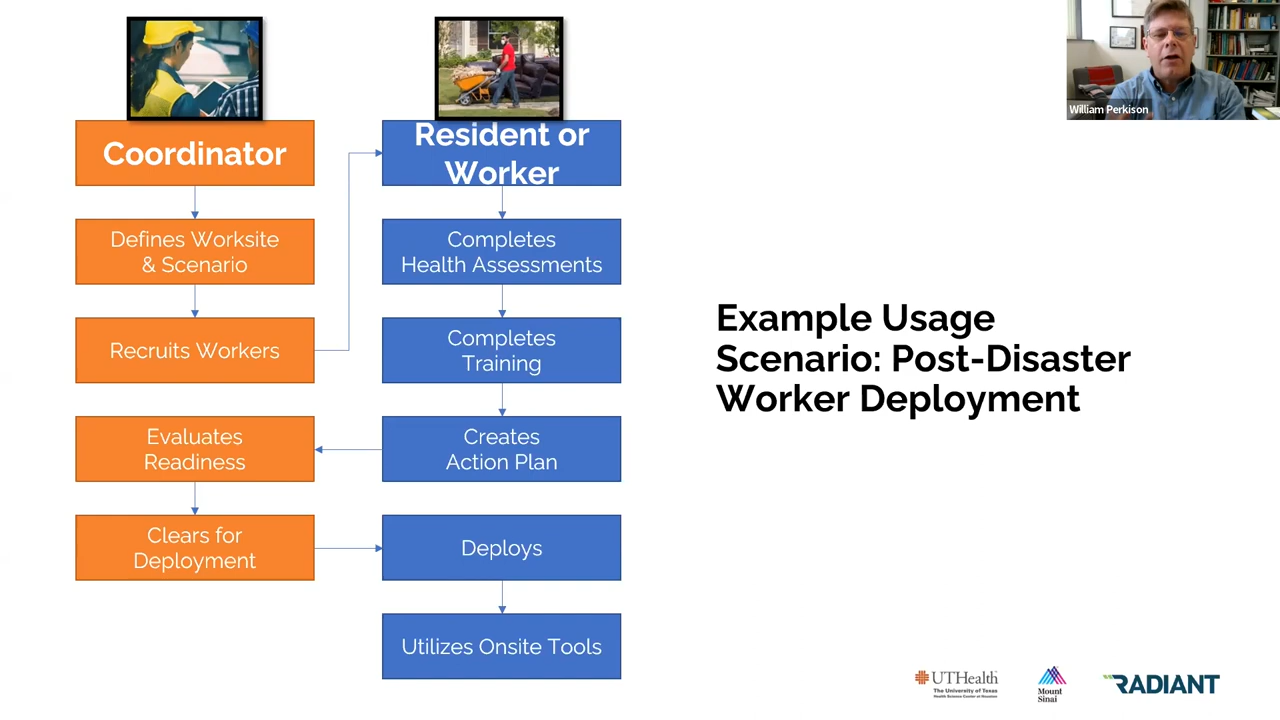 Coordinator
Defines Worksite
& Scenario
Recruits Workers
Evaluates
Readiness
Clears for
Deployment
Resident or
Worker
Completes
Health Assessments
Completes
Training
Creates
Action Plan
Deploys
Utilizes Onsite Tools
William Perkison
Example Usage
Scenario: Post-Disaster
Worker Deployment
UTHealth
The University of Texas
Health Science Center at Houston
Mount
Sinai
RADIANT